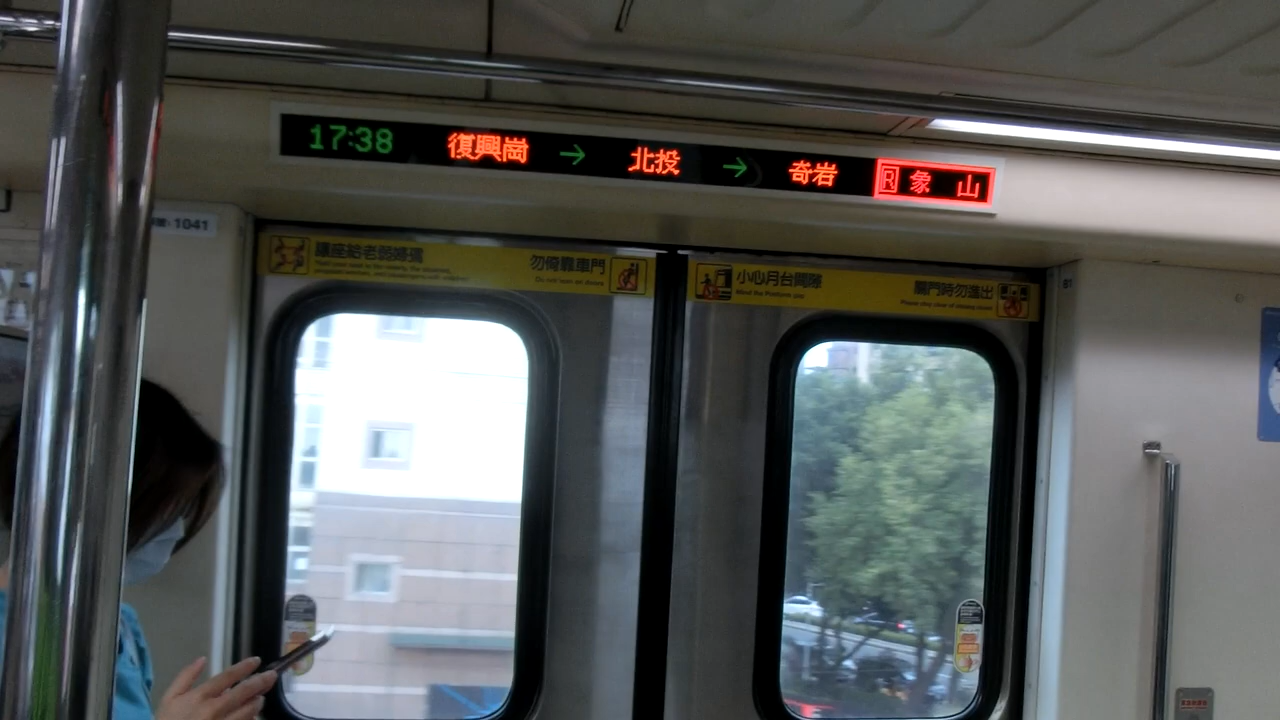 17:38 復興崗 → 北投 → 奇岩 R 象 山
1041
讓座給老弱婦孺
勿倚靠車門
Do not lean on doors
小心月台間隙
Mind the Platform gap
關門時勿進出
81